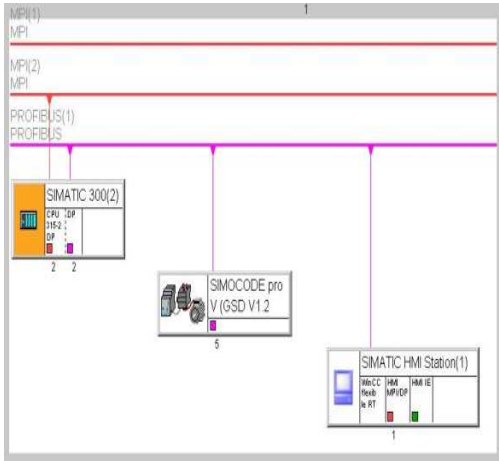 1
MPI(1)
MPI
MPI(2)
MPI
PROFIBUS(1)
PROFIBUS
SIMATIC 300(2)
CPU
315-2
DP
DP
2 2
SIMOCODE pro
V (GSD V1.2
5
SIMATIC HMI Station(1)
WinCC
flexib
le RT
HMI
MPI/DP
HMI IE
1